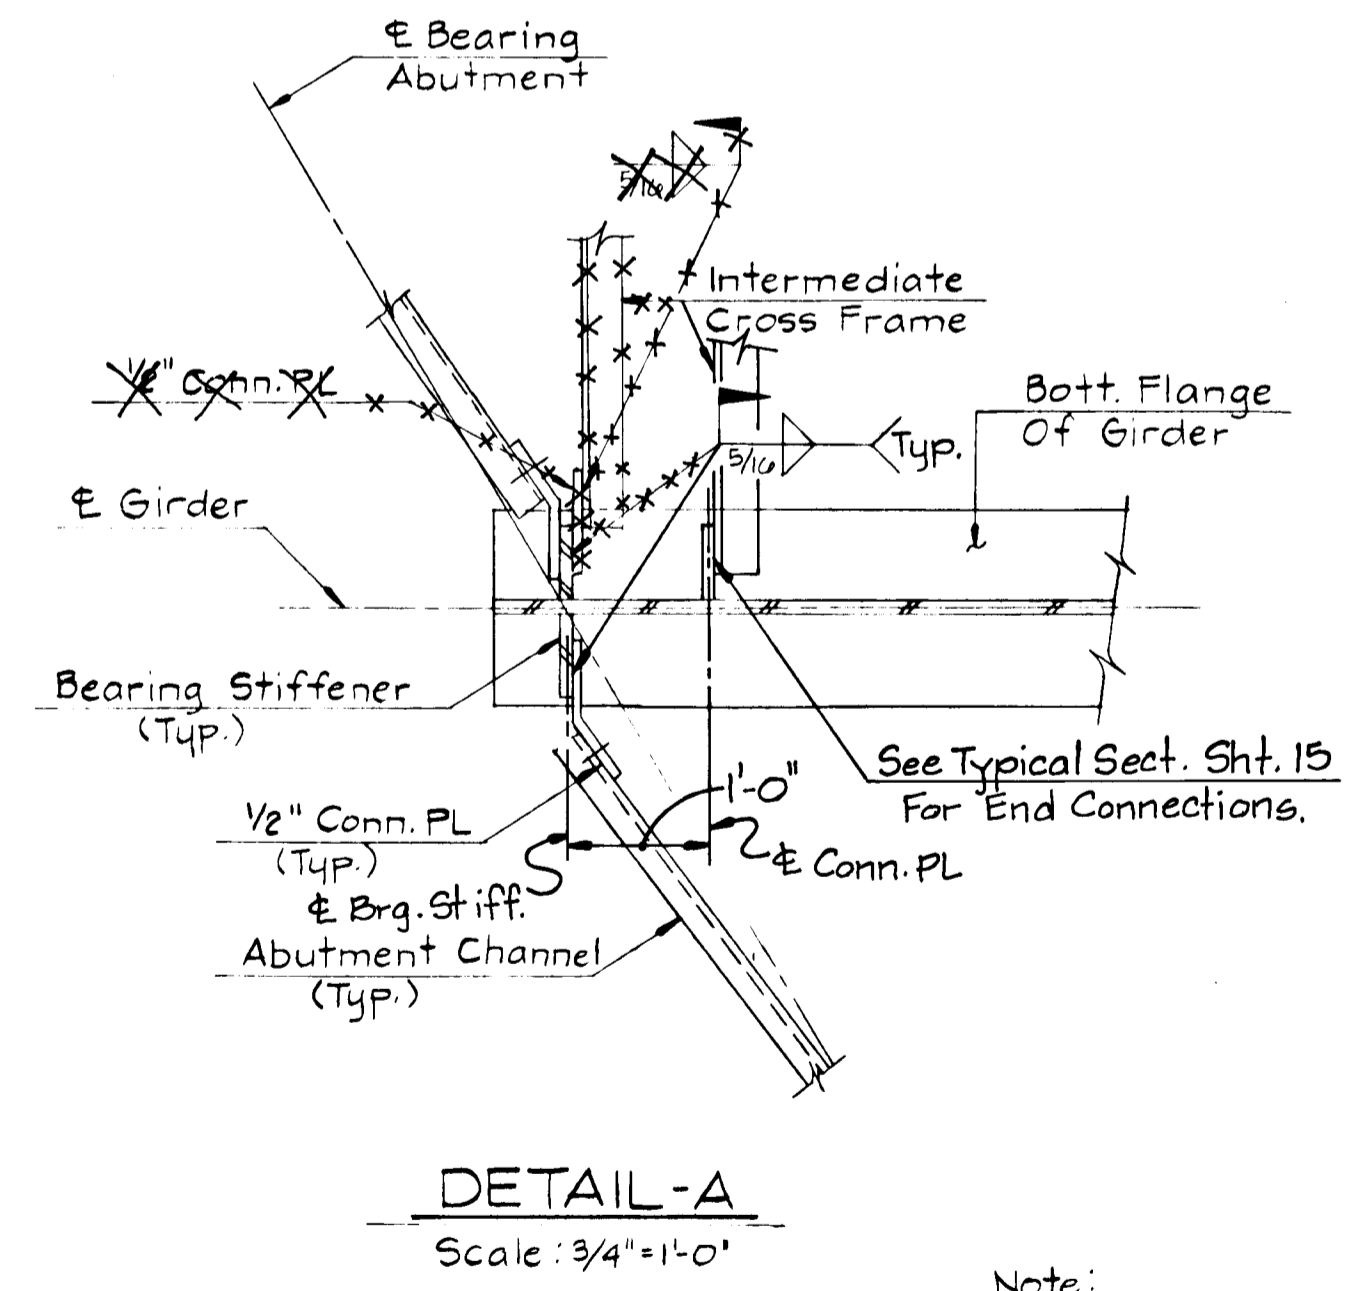 ℄ Bearing
Abutment
5/16
Intermediate
Cross Frame
1/2" Conn. PL
Bott. Flange
Of Girder
5/16
Typ.
℄ Girder
Bearing Stiffener
(Typ.)
See Typical Sect. Sht. 15
For End Connections.
1'-0"
1/2" Conn. PL
(Typ.)
℄ Conn. PL
℄ Brg. Stiff.
Abutment Channel
(Typ.)
DETAIL-A
Scale: 3/4"=1'-0"
Note: